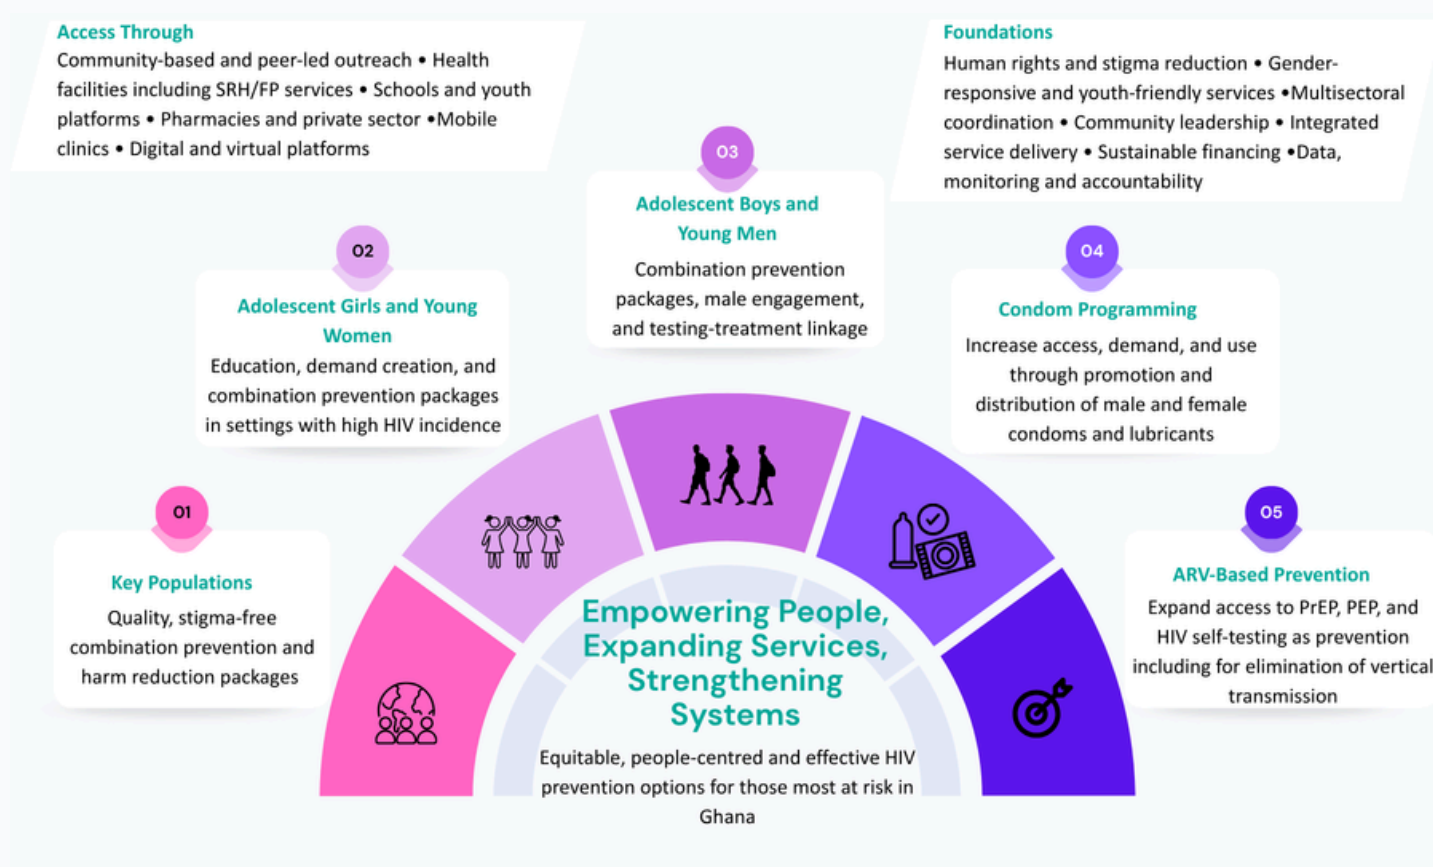 Access Through
Community-based and peer-led outreach • Health
facilities including SRH/FP services • Schools and youth
platforms • Pharmacies and private sector •Mobile
clinics • Digital and virtual platforms
Foundations
Human rights and stigma reduction • Gender-
responsive and youth-friendly services •Multisectoral
coordination • Community leadership • Integrated
service delivery • Sustainable financing •Data,
monitoring and accountability
01
Key Populations
Quality, stigma-free
combination prevention and
harm reduction packages
02
Adolescent Girls and Young
Women
Education, demand creation, and
combination prevention packages
in settings with high HIV incidence
03
Adolescent Boys and
Young Men
Combination prevention
packages, male engagement,
and testing-treatment linkage
04
Condom Programming
Increase access, demand, and use
through promotion and
distribution of male and female
condoms and lubricants
05
ARV-Based Prevention
Expand access to PrEP, PEP, and
HIV self-testing as prevention
including for elimination of vertical
transmission
Empowering People,
Expanding Services,
Strengthening
Systems
Equitable, people-centred and effective HIV
prevention options for those most at risk in
Ghana